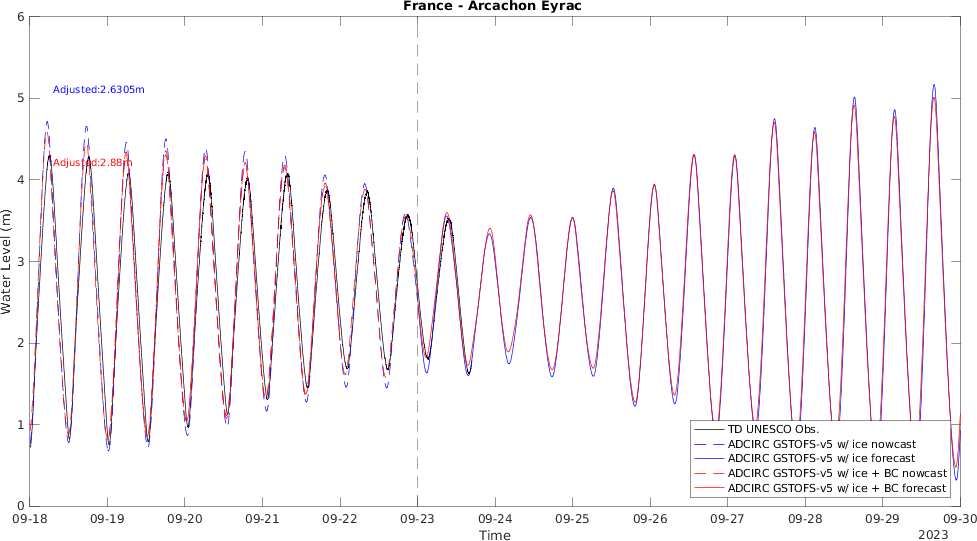 France - Arcachon Eyrac
Water Level (m)
6
5
4
3
2
1
0
Adjusted:2.6305m
Adjusted:2.88m
TD UNESCO Obs.
ADCIRC GSTOFS-v5 w/ ice nowcast
ADCIRC GSTOFS-v5 w/ ice forecast
ADCIRC GSTOFS-v5 w/ ice + BC nowcast
ADCIRC GSTOFS-v5 w/ ice + BC forecast
09-18 09-19 09-20 09-21 09-22 09-23 09-24 09-25 09-26 09-27 09-28 09-29 09-30
Time
2023